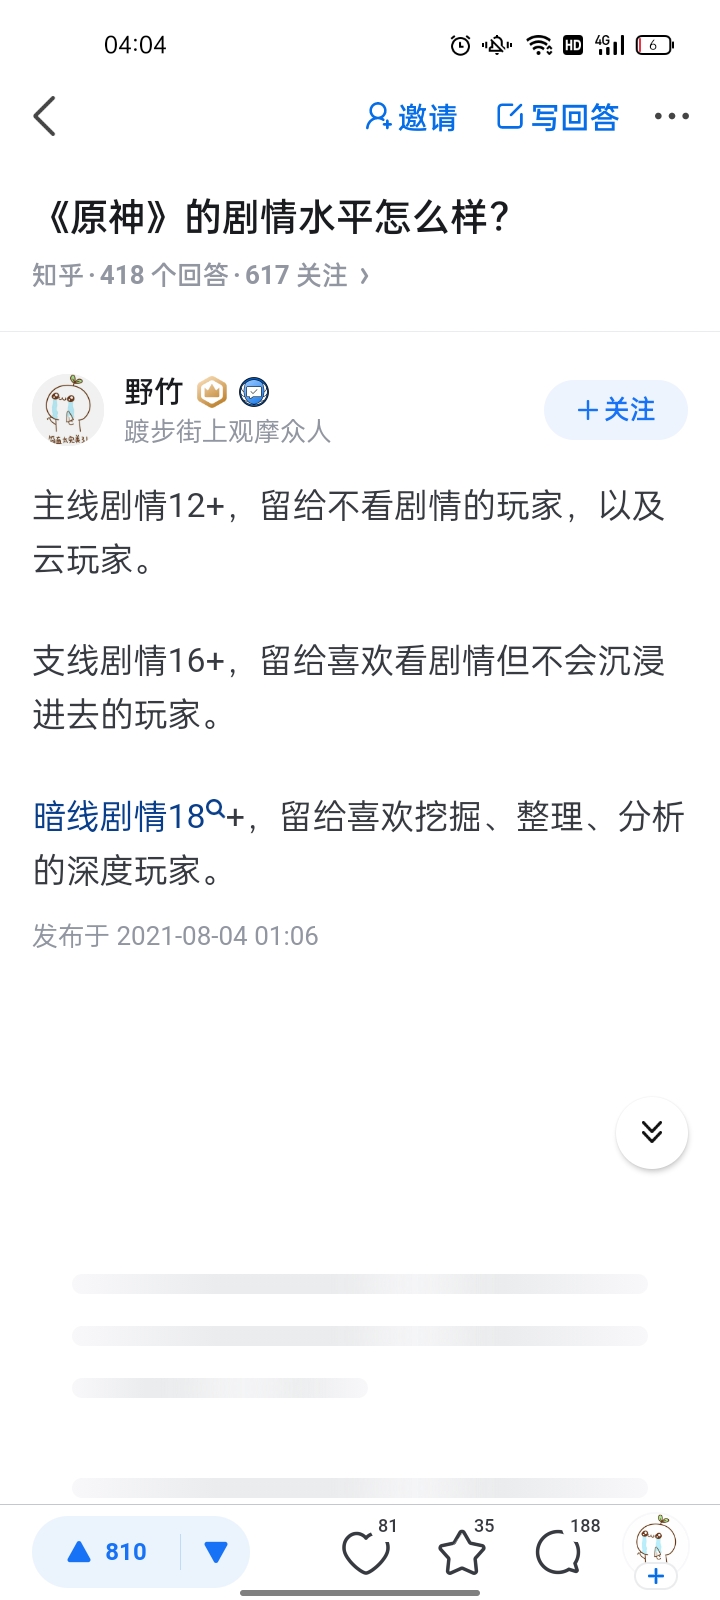 04:04
HD
4G
6
邀请
写回答
《原神》的剧情水平怎么样？
知乎·418 个回答·617 关注 ›
野竹
踱步街上观摩众人
＋关注
主线剧情12+，留给不看剧情的玩家，以及
云玩家。
支线剧情16+，留给喜欢看剧情但不会沉浸
进去的玩家。
暗线剧情18+，留给喜欢挖掘、整理、分析
的深度玩家。
发布于 2021-08-04 01:06
810
81
35
188